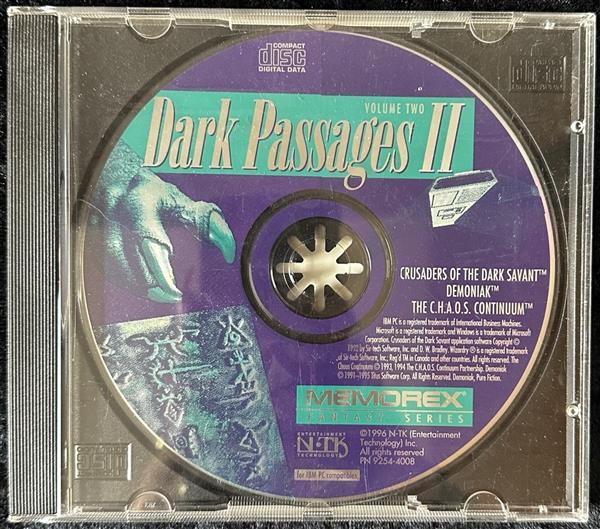 COMPACT
disc
DIGITAL DATA
VOLUME TWO
Dark Passages II
CRUSADERS OF THE DARK SAVANT™
DEMONIAK™
THE C.H.A.O.S. CONTINUUM™
IBM PC is a registered trademark of International Business Machines.
Microsoft is a registered trademark and Windows is a trademark of Microsoft
Corporation. Crusaders of the Dark Savant application software Copyright ©
1992 by Sir-tech Software, Inc. and D. W. Bradley. Wizardry ® is a registered trademark
of Sir-tech Software, Inc.; Reg'd TM in Canada and other countries. All rights reserved. The
Chaos Continuum © 1993, 1994 The C.H.A.O.S. Continuum Partnership. Demoniak
© 1991-1995 Titus Software Corp. All Rights Reserved. Demoniak, Pure Fiction.
MEMOREX®
FANTASY SERIES
ENTERTAINMENT
N-TK
TECHNOLOGY
©1996 N-TK (Entertainment
Technology) Inc.
All rights reserved
PN 9254-4008
for IBM PC compatibles